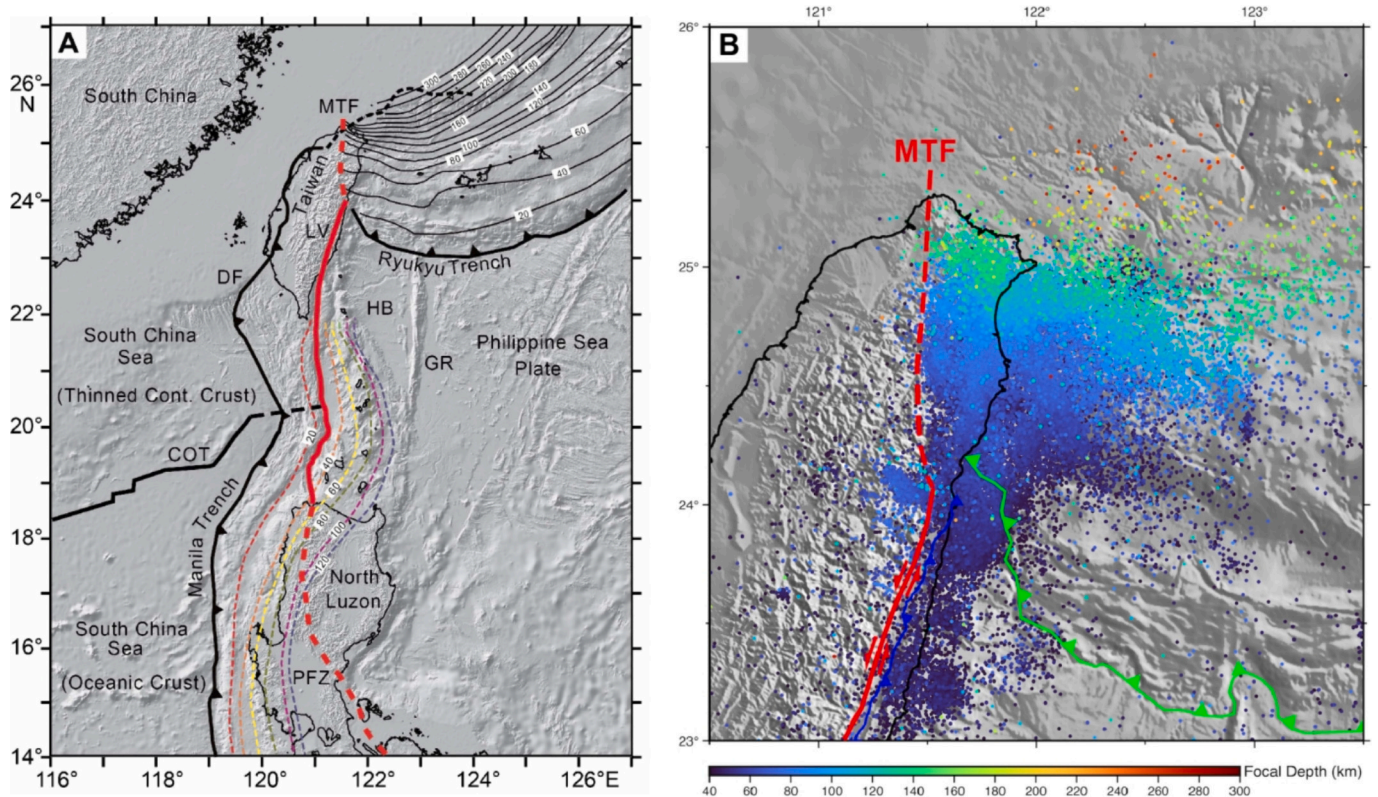 A
26°
N
24°
22°
20°
18°
16°
14°
116°
118°
120°
122°
124°
126°E
South China
MTF
Taiwan
LV
DF
Ryukyu Trench
HB
GR
Philippine Sea
Plate
South China
Sea
(Thinned Cont. Crust)
COT
Manila Trench
North
Luzon
South China
Sea
(Oceanic Crust)
PFZ
300
280
260
240
220
200
160
140
120
160
100
80
60
40
20
20
40
60
80
100
120
B
121°
122°
123°
26°
25°
24°
23°
MTF
40
60
80
100
120
140
160
180
200
220
240
260
280
300
Focal Depth (km)